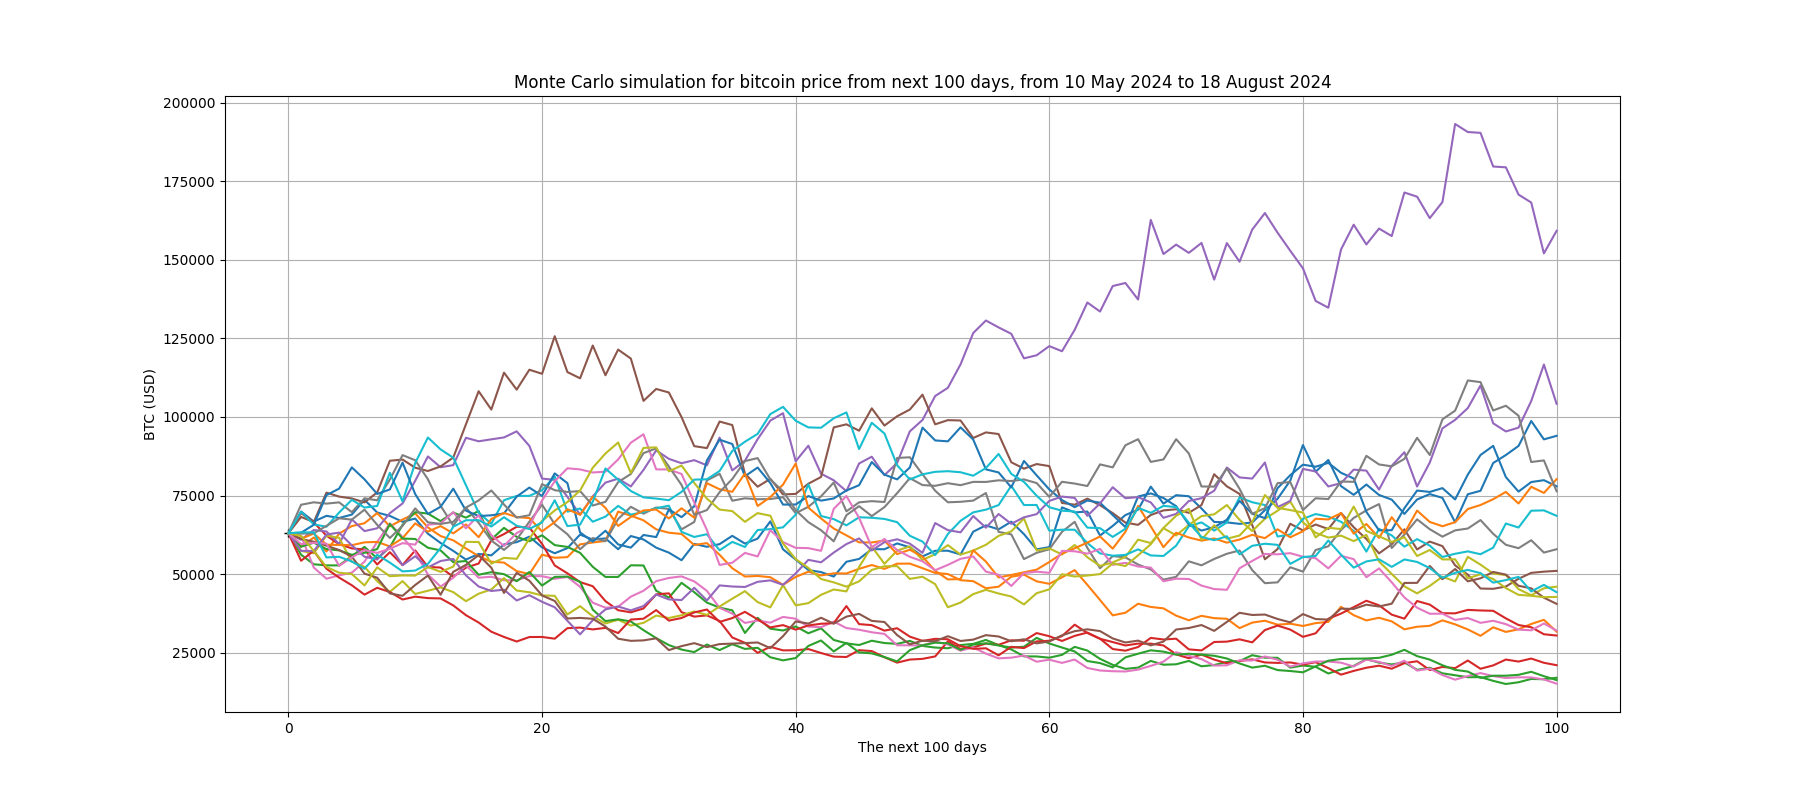 Monte Carlo simulation for bitcoin price from next 100 days, from 10 May 2024 to 18 August 2024
200000
175000
150000
125000
100000
75000
50000
25000
BTC (USD)
0 20 40 60 80 100
The next 100 days